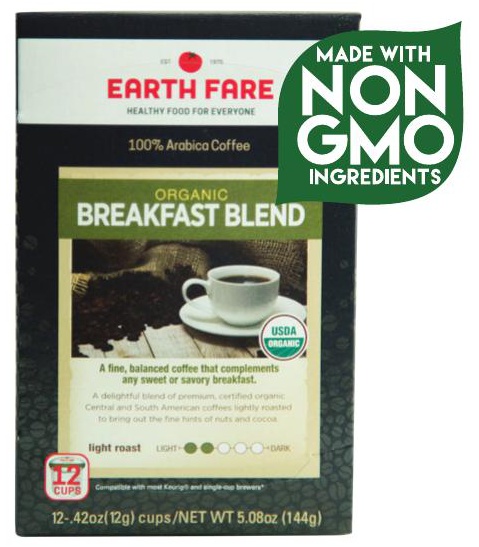 EST. 1975
EARTH FARE
HEALTHY FOOD FOR EVERYONE
100% Arabica Coffee
MADE WITH
NON
GMO
INGREDIENTS
ORGANIC
BREAKFAST BLEND
USDA
ORGANIC
A fine, balanced coffee that complements
any sweet or savory breakfast.
A delightful blend of premium, certified organic
Central and South American coffees lightly roasted
to bring out the fine hints of nuts and cocoa.
light roast LIGHT DARK
12
CUPS
Compatible with most Keurig® and single-cup brewers*
12-.42oz(12g) cups/NET WT 5.08oz (144g)